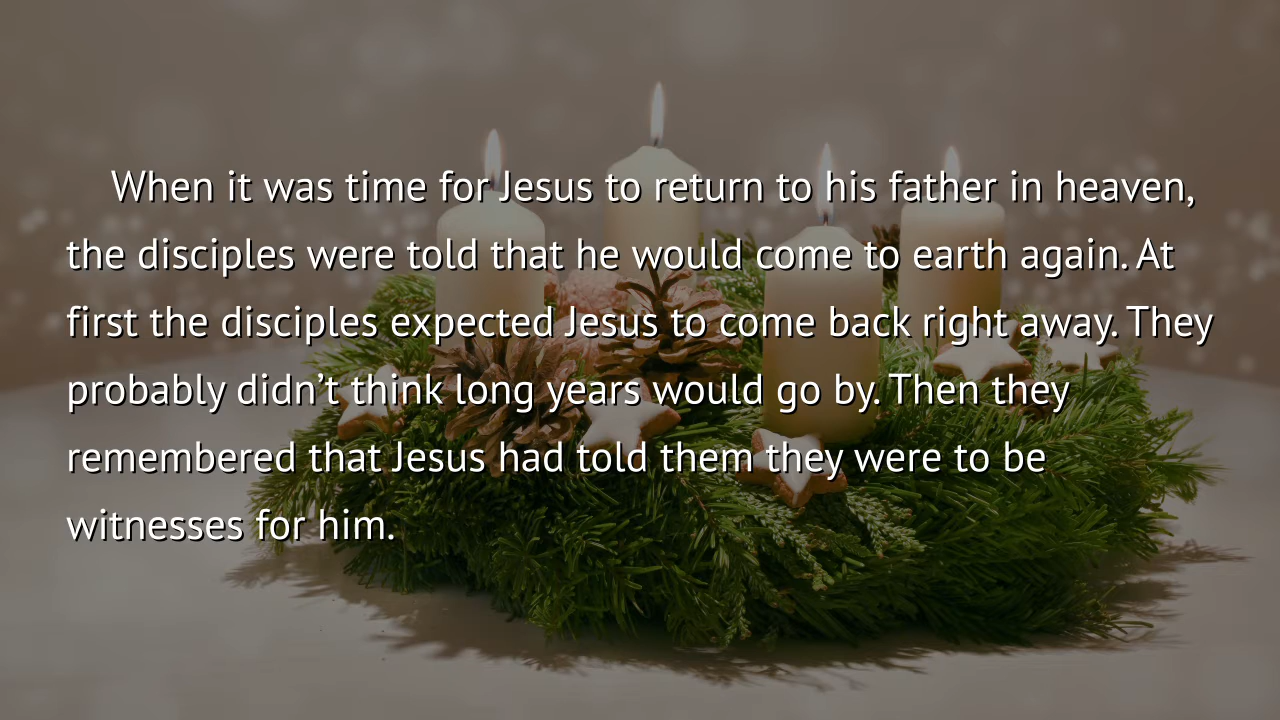 When it was time for Jesus to return to his father in heaven,
the disciples were told that he would come to earth again. At
first the disciples expected Jesus to come back right away. They
probably didn’t think long years would go by. Then they
remembered that Jesus had told them they were to be
witnesses for him.